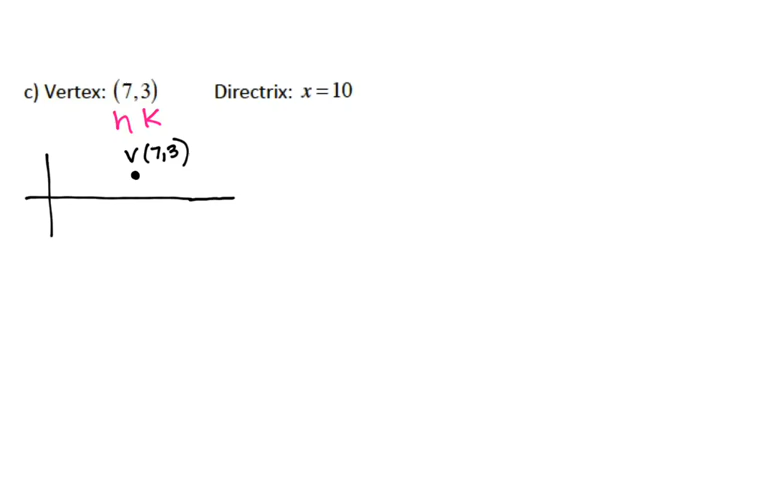 c) Vertex: (7,3) Directrix: x=10
h k
V(7,3)